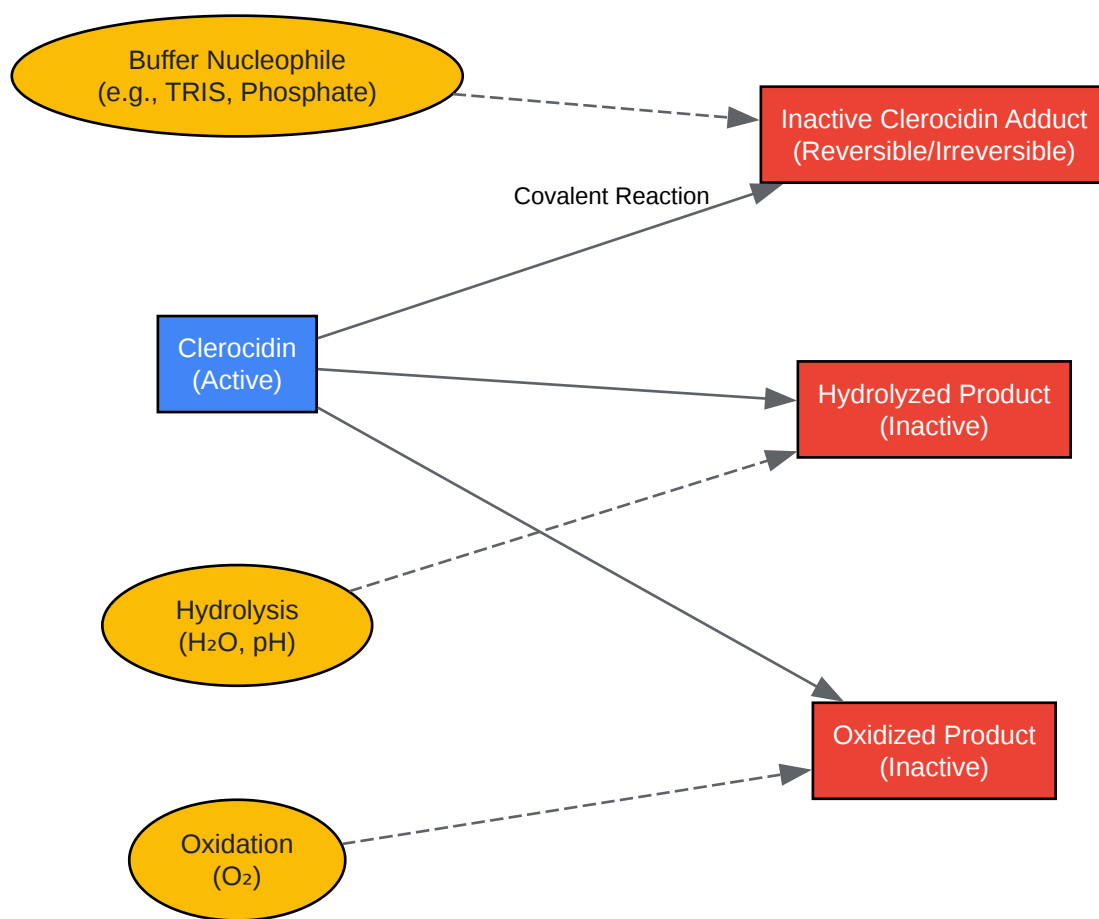 Buffer Nucleophile
(e.g., TRIS, Phosphate)
Inactive Clerocidin Adduct
(Reversible/Irreversible)
Covalent Reaction
Clerocidin
(Active)
Hydrolyzed Product
(Inactive)
Hydrolysis
(H₂O, pH)
Oxidized Product
(Inactive)
Oxidation
(O₂)